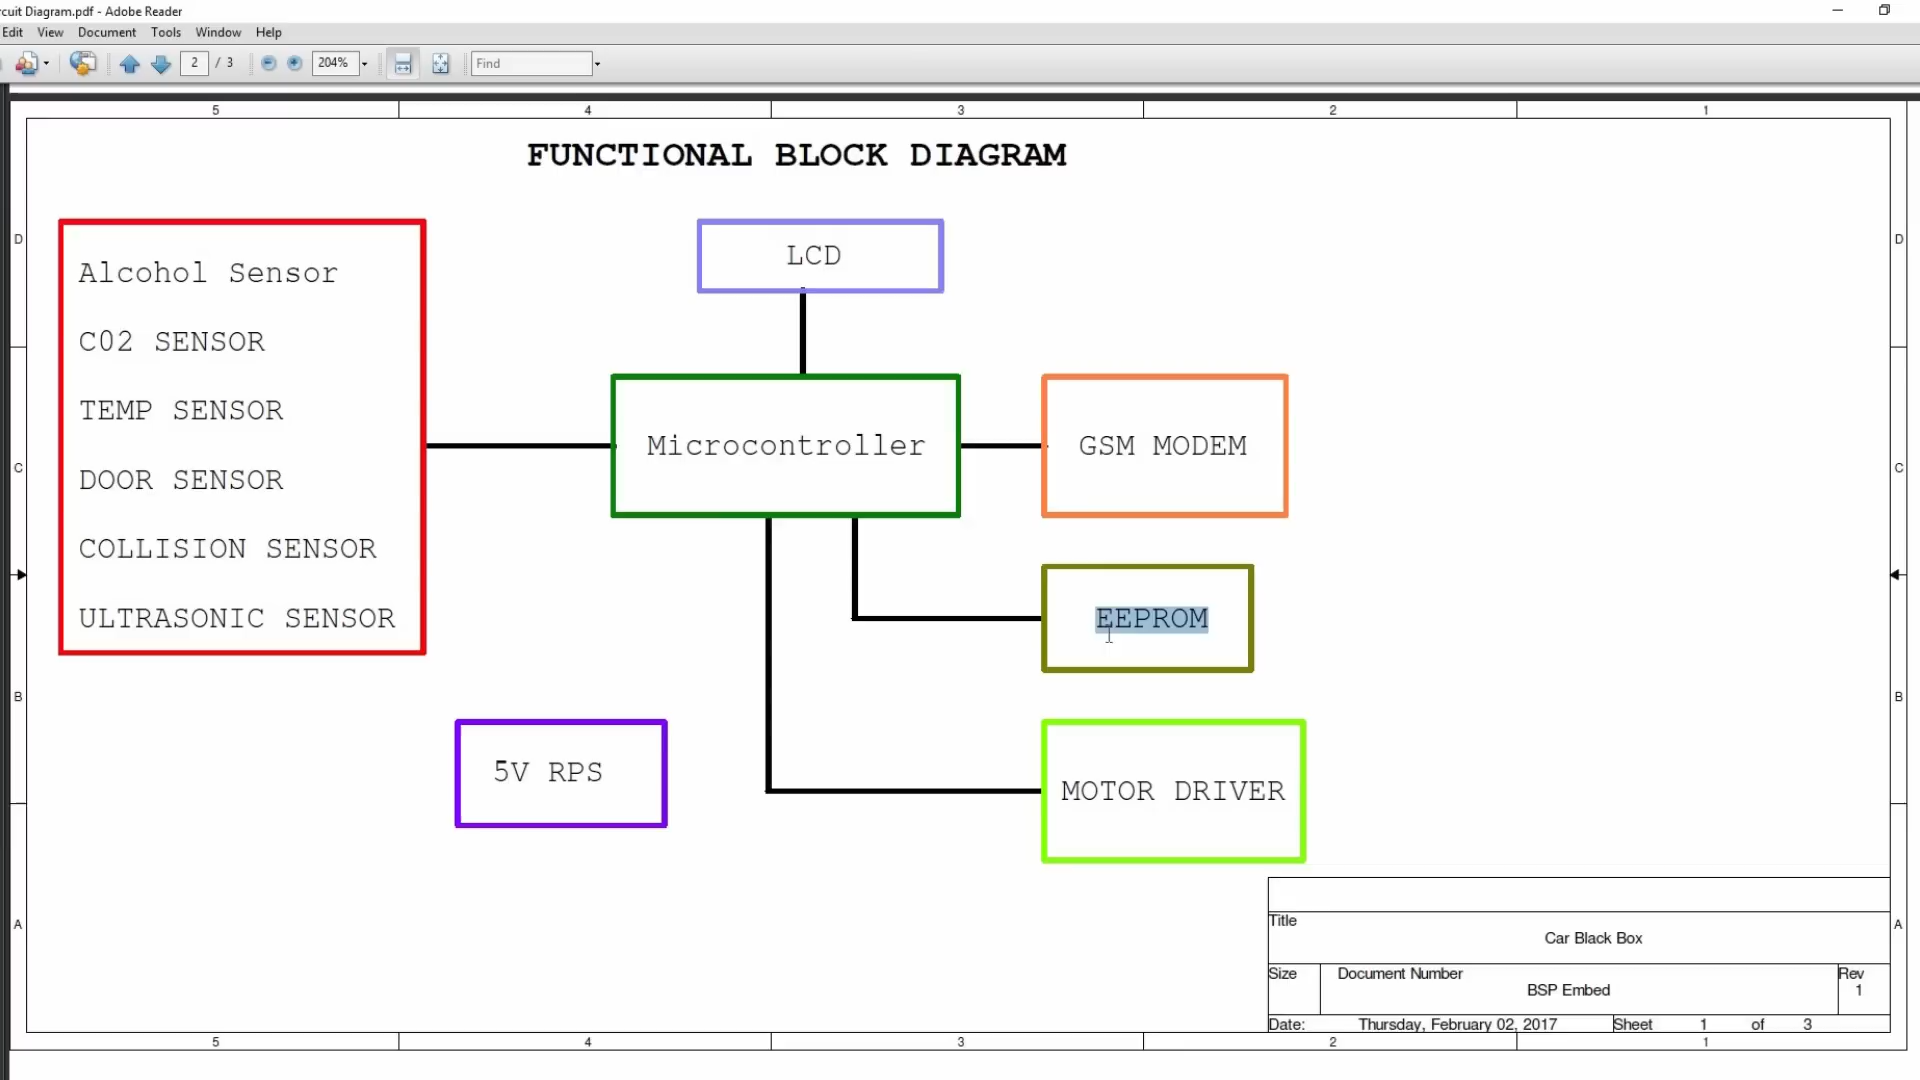 rcuit Diagram.pdf - Adobe Reader
Edit View Document Tools Window Help
2 / 3 204% Find
5 4 3 2 1
FUNCTIONAL BLOCK DIAGRAM
D D
LCD
Alcohol Sensor
C02 SENSOR
TEMP SENSOR
DOOR SENSOR
COLLISION SENSOR
ULTRASONIC SENSOR
Microcontroller
GSM MODEM
C C
EEPROM
B B
5V RPS
MOTOR DRIVER
A A
Title
Car Black Box
Size Document Number Rev
BSP Embed 1
Date: Thursday, February 02, 2017 Sheet 1 of 3
5 4 3 2 1